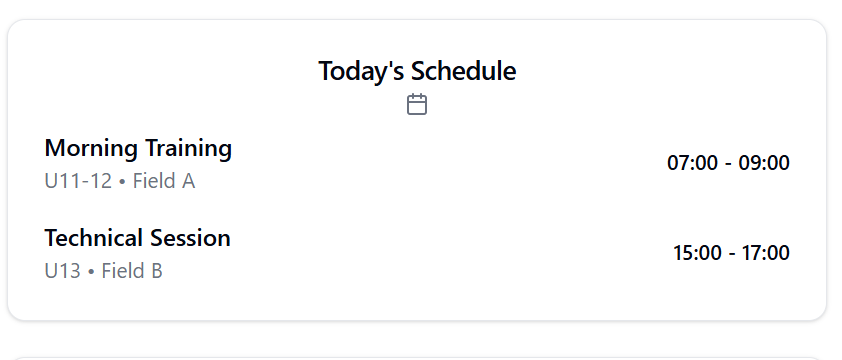 Today's Schedule
Morning Training
U11-12 • Field A
07:00 - 09:00
Technical Session
U13 • Field B
15:00 - 17:00